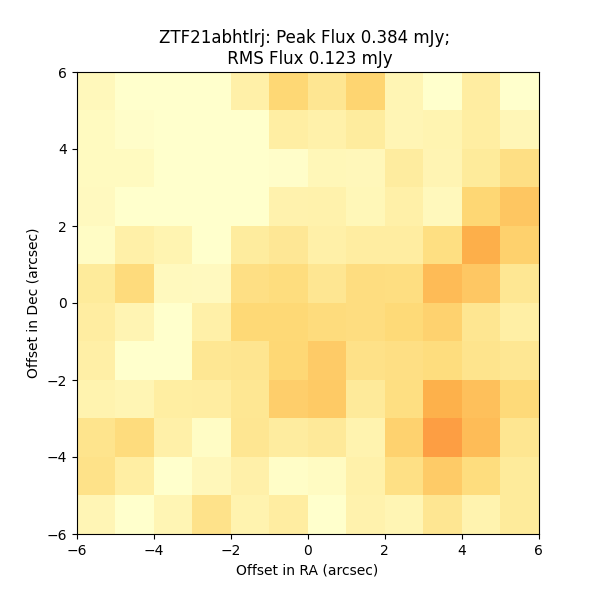 ZTF21abhtlrj: Peak Flux 0.384 mJy;
RMS Flux 0.123 mJy
6
4
2
0
−2
−4
−6
Offset in Dec (arcsec)
−6 −4 −2 0 2 4 6
Offset in RA (arcsec)